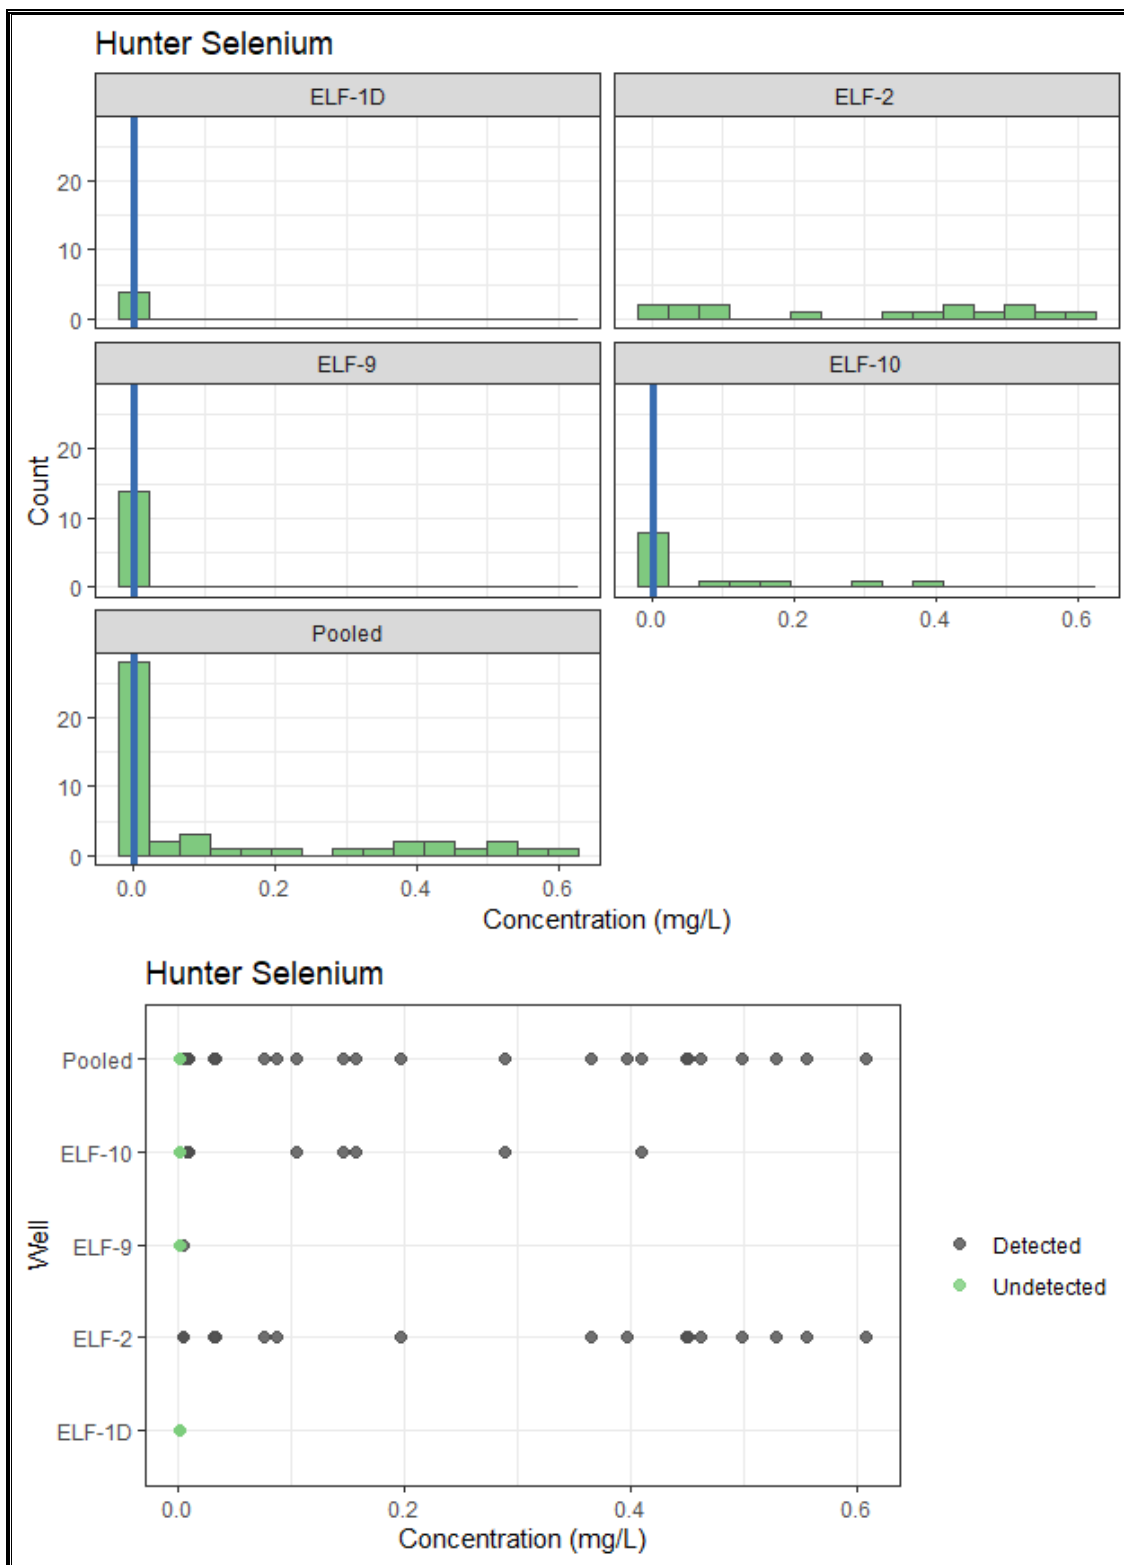 Hunter Selenium
ELF-1D
ELF-2
20
10
0
ELF-9
ELF-10
20
10
0
Count
0.0 0.2 0.4 0.6
Pooled
20
10
0
0.0 0.2 0.4 0.6
Concentration (mg/L)
Hunter Selenium
Pooled
ELF-10
ELF-9
ELF-2
ELF-1D
Well
Detected
Undetected
0.0 0.2 0.4 0.6
Concentration (mg/L)